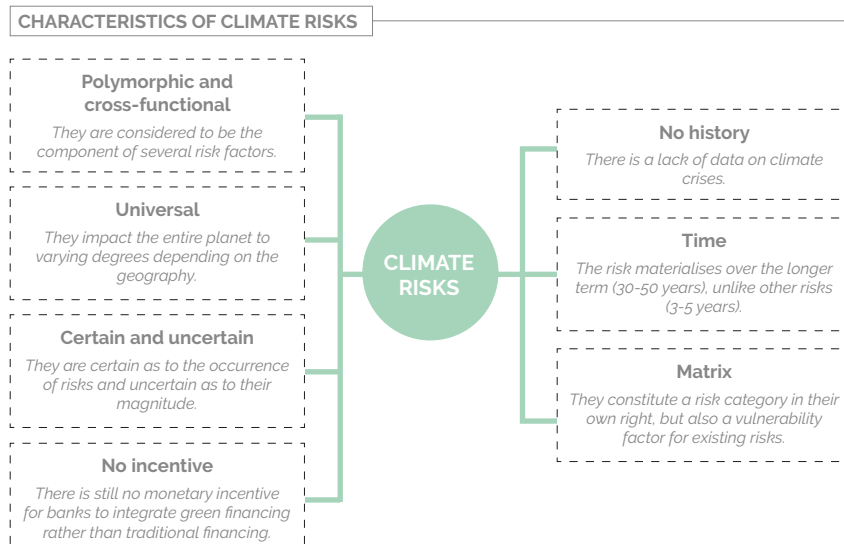 CHARACTERISTICS OF CLIMATE RISKS
Polymorphic and
cross-functional
They are considered to be the
component of several risk factors.
Universal
They impact the entire planet to
varying degrees depending on the
geography.
Certain and uncertain
They are certain as to the occurrence
of risks and uncertain as to their
magnitude.
No incentive
There is still no monetary incentive
for banks to integrate green financing
rather than traditional financing.
CLIMATE
RISKS
No history
There is a lack of data on climate
crises.
Time
The risk materialises over the longer
term (30-50 years), unlike other risks
(3-5 years).
Matrix
They constitute a risk category in their
own right, but also a vulnerability
factor for existing risks.